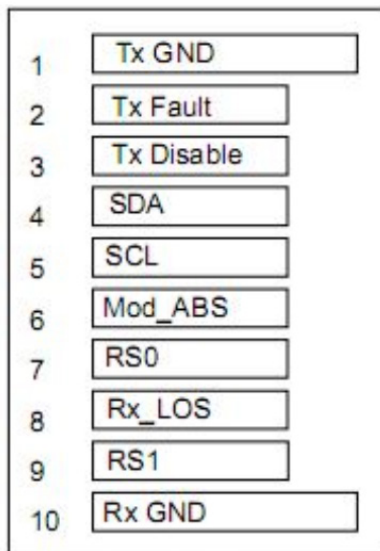 1 Tx GND
2 Tx Fault
3 Tx Disable
4 SDA
5 SCL
6 Mod_ABS
7 RS0
8 Rx_LOS
9 RS1
10 Rx GND